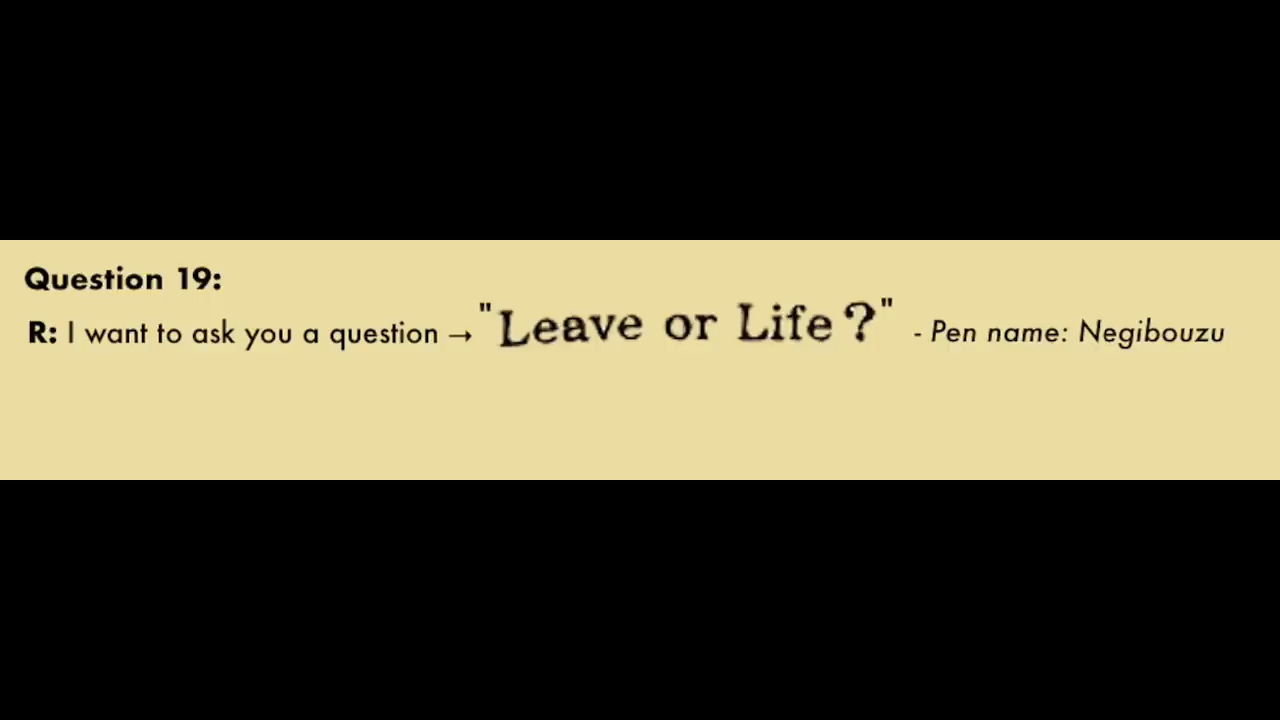 Question 19:
R: I want to ask you a question → "Leave or Life?" - Pen name: Negibouzu